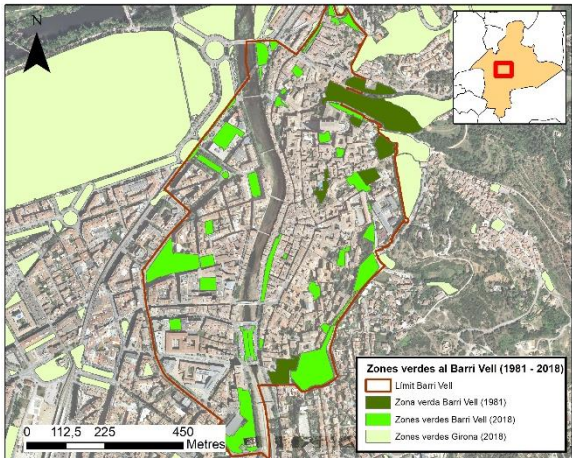 N
Zones verdes al Barri Vell (1981 - 2018)
Límit Barri Vell
Zona verda Barri Vell (1981)
Zones verdes Barri Vell (2018)
Zones verdes Girona (2018)
0 112,5 225 450
Metres